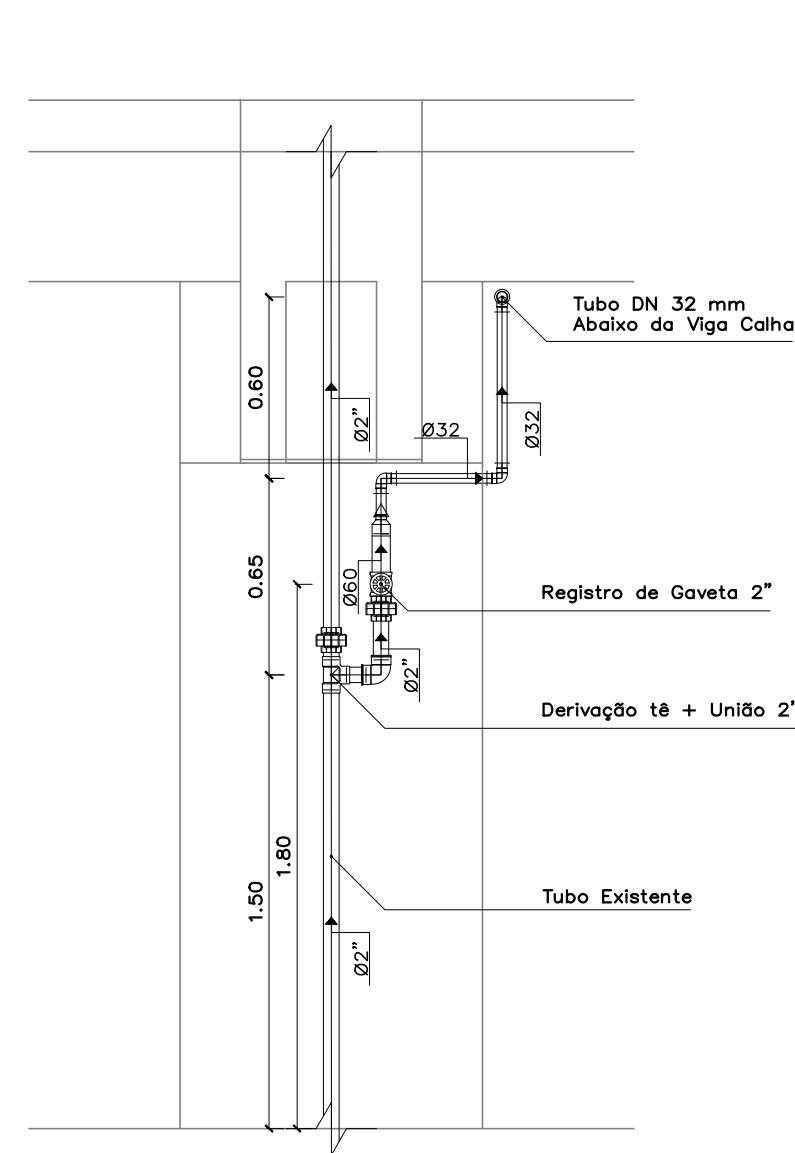 Tubo DN 32 mm
Abaixo da Viga Calha
0.60
Ø2”
Ø32
Ø32
0.65
Ø60
Registro de Gaveta 2”
Ø2”
Derivação tê + União 2’
1.80
1.50
Tubo Existente
Ø2”